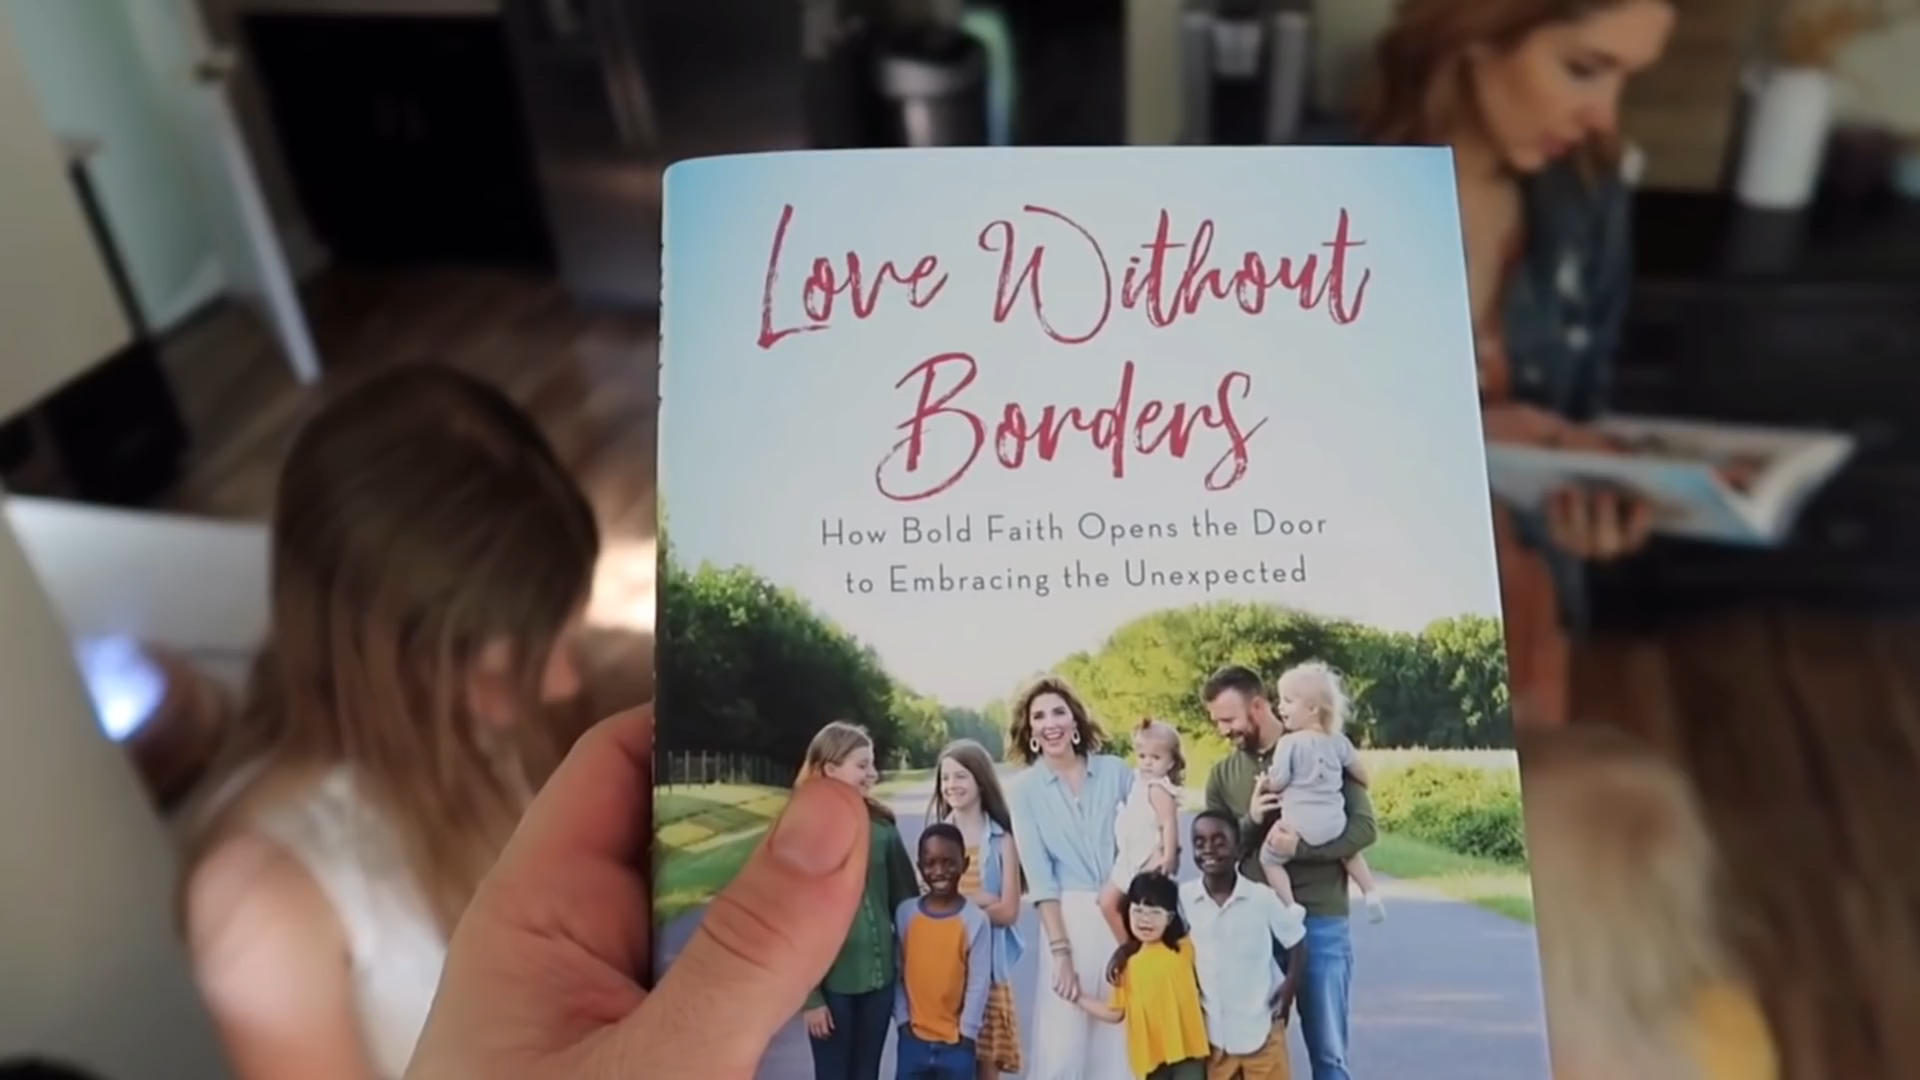 Love Without
Borders
How Bold Faith Opens the Door
to Embracing the Unexpected